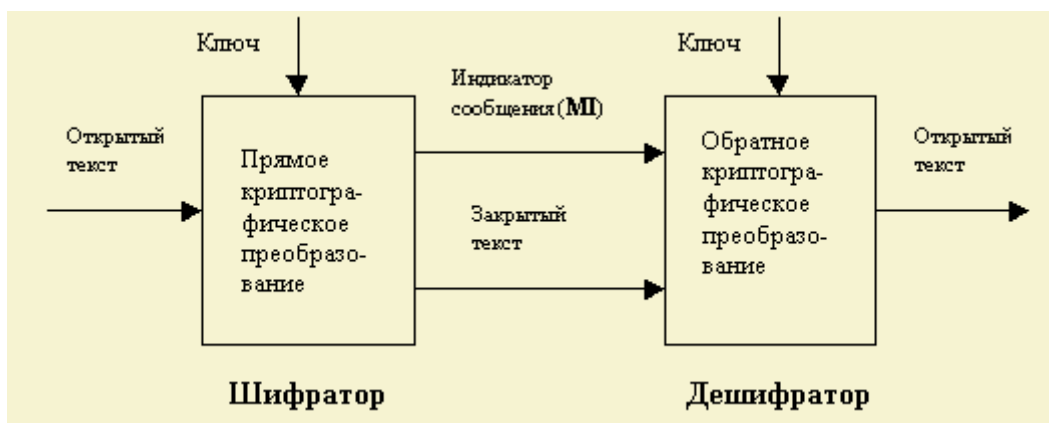 Ключ
Ключ
Индикатор
сообщения(MI)
Открытый
текст
Прямое
криптогра-
фическое
преобразо-
вание
Закрытый
текст
Обратное
криптогра-
фическое
преобразо-
вание
Открытый
текст
Шифратор
Дешифратор